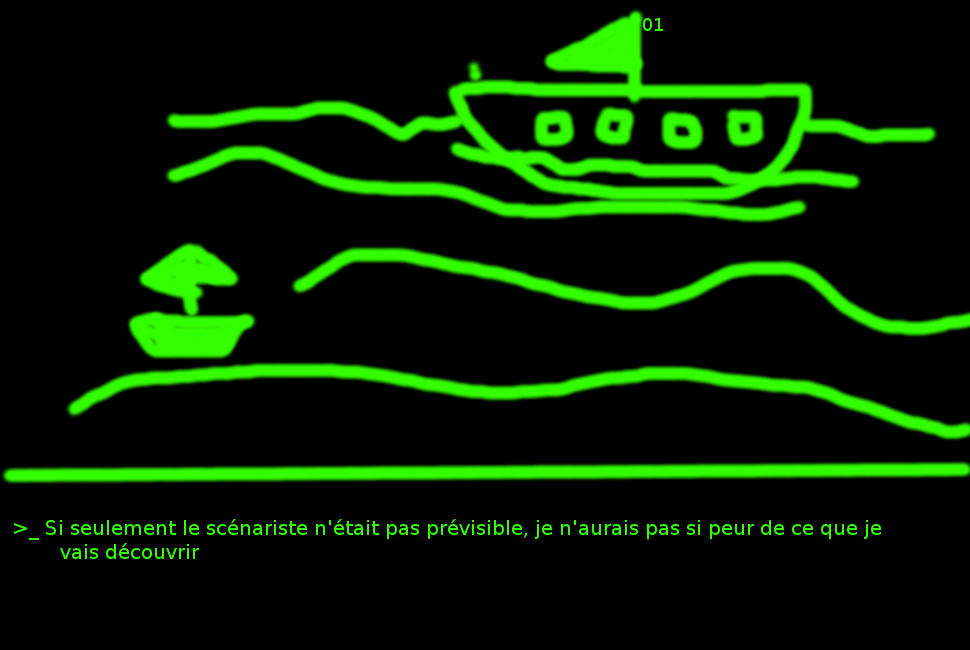 01
>_ Si seulement le scénariste n'était pas prévisible, je n'aurais pas si peur de ce que je
vais découvrir